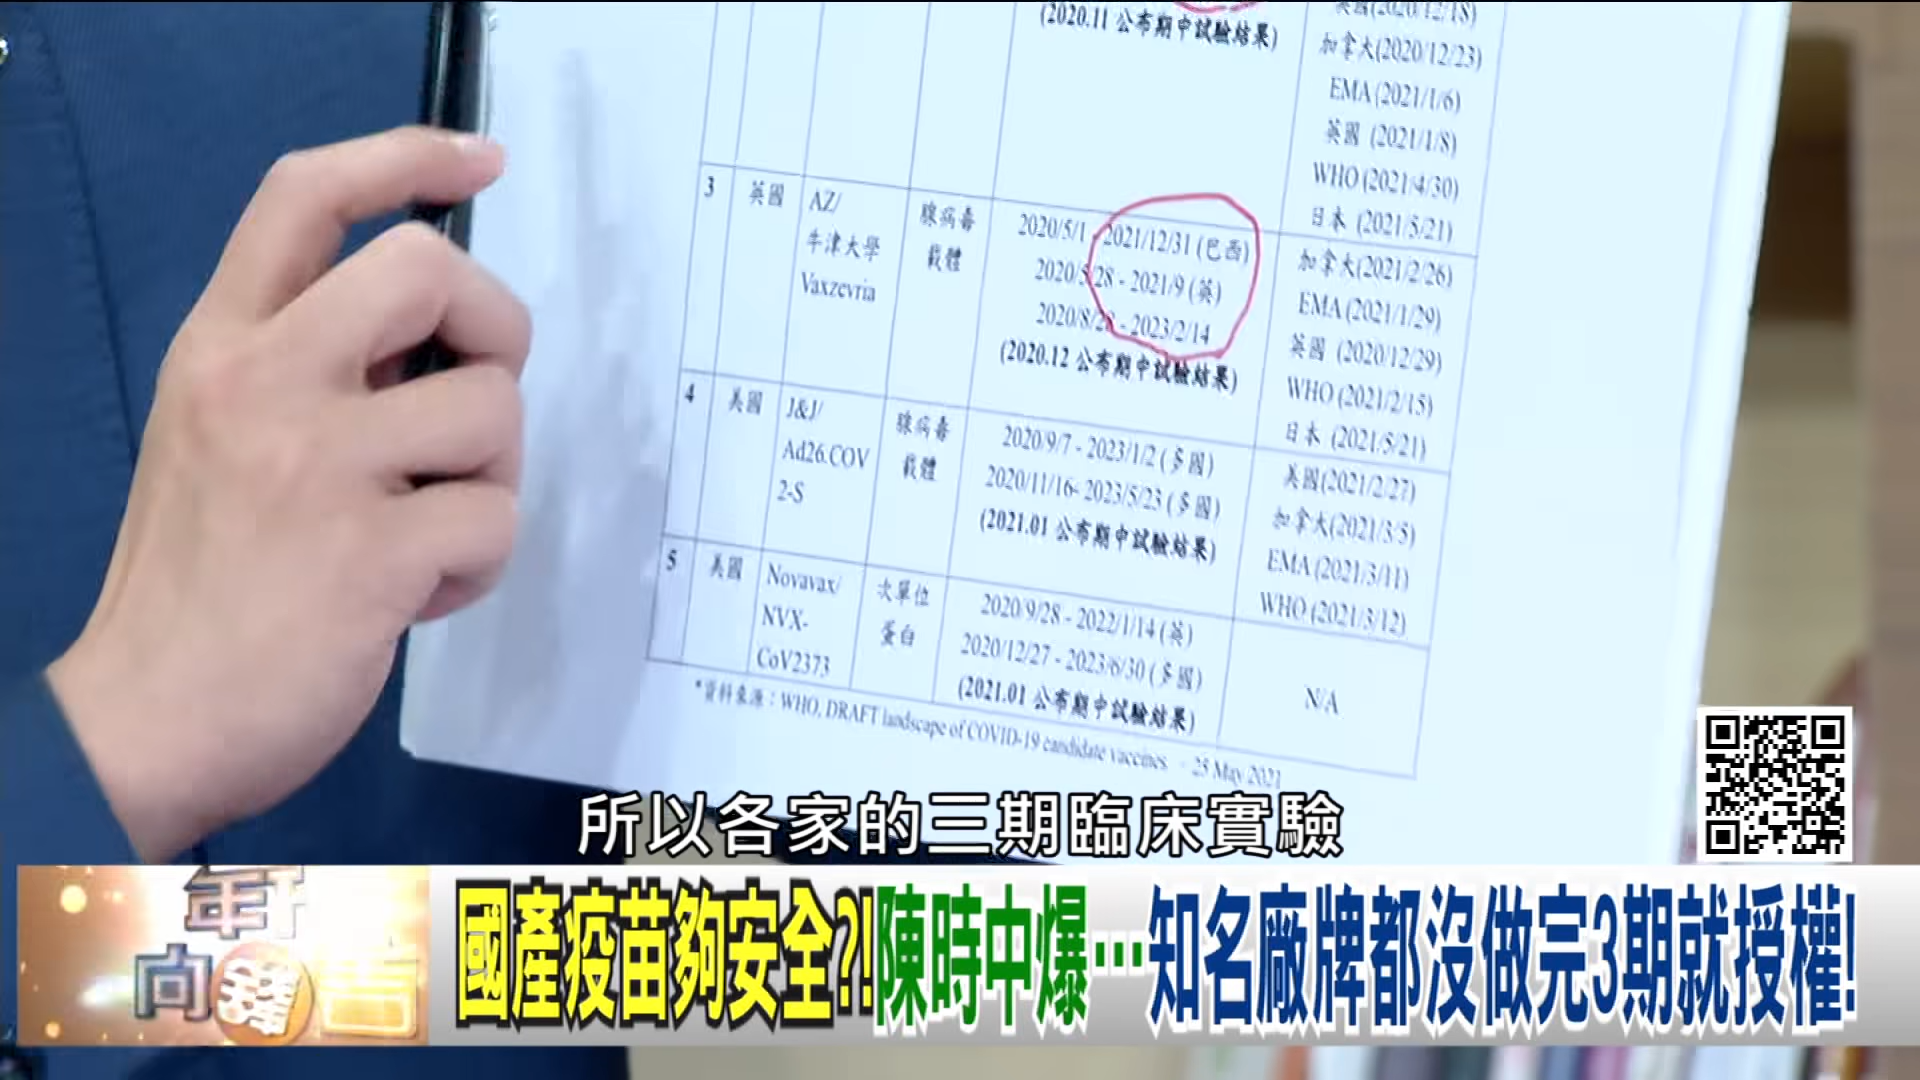 (2020.11 公布期中試驗結果)
英國(2020/12/18)
加拿大(2020/12/23)
EMA (2021/1/6)
英國 (2021/1/8)
WHO (2021/4/30)
日本 (2021/5/21)
3
英國
AZ/
牛津大學
Vaxzevria
腺病毒
載體
2020/5/1 - 2021/12/31 (巴西)
2020/5/28 - 2021/9 (英)
2020/8/28 - 2023/2/14
(2020.12 公布期中試驗結果)
加拿大(2021/2/26)
EMA (2021/1/29)
英國 (2020/12/29)
WHO (2021/2/15)
日本 (2021/5/21)
4
美國
J&J/
Ad26.COV
2-S
腺病毒
載體
2020/9/7 - 2023/1/2 (多國)
2020/11/16- 2023/5/23 (多國)
(2021.01 公布期中試驗結果)
美國(2021/2/27)
加拿大(2021/3/5)
EMA (2021/3/11)
WHO (2021/3/12)
5
美國
Novavax/
NVX-
CoV2373
次單位
蛋白
2020/9/28 - 2022/1/14 (英)
2020/12/27 - 2023/6/30 (多國)
(2021.01 公布期中試驗結果)
N/A
*資料來源：WHO, DRAFT landscape of COVID-19 candidate vaccines - 25 May 2021
所以各家的三期臨床實驗
年
向
國產疫苗夠安全?!陳時中爆…知名廠牌都沒做完3期就授權!